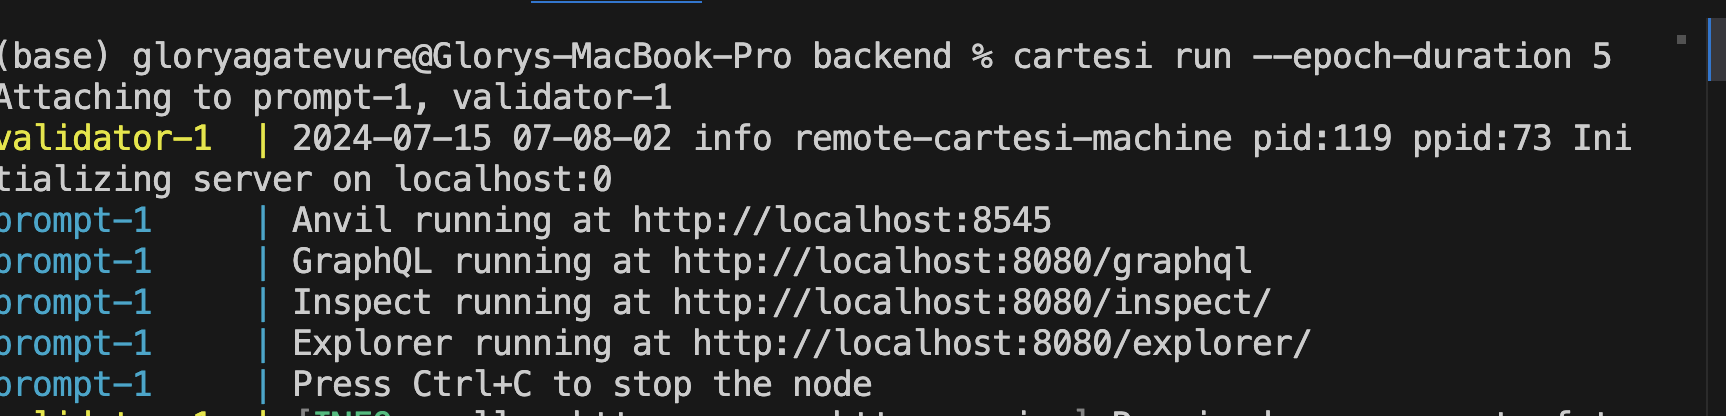 (base) gloryagatevure@Glorys-MacBook-Pro backend % cartesi run --epoch-duration 5
Attaching to prompt-1, validator-1
validator-1  | 2024-07-15 07-08-02 info remote-cartesi-machine pid:119 ppid:73 Ini
tializing server on localhost:0
prompt-1     | Anvil running at http://localhost:8545
prompt-1     | GraphQL running at http://localhost:8080/graphql
prompt-1     | Inspect running at http://localhost:8080/inspect/
prompt-1     | Explorer running at http://localhost:8080/explorer/
prompt-1     | Press Ctrl+C to stop the node